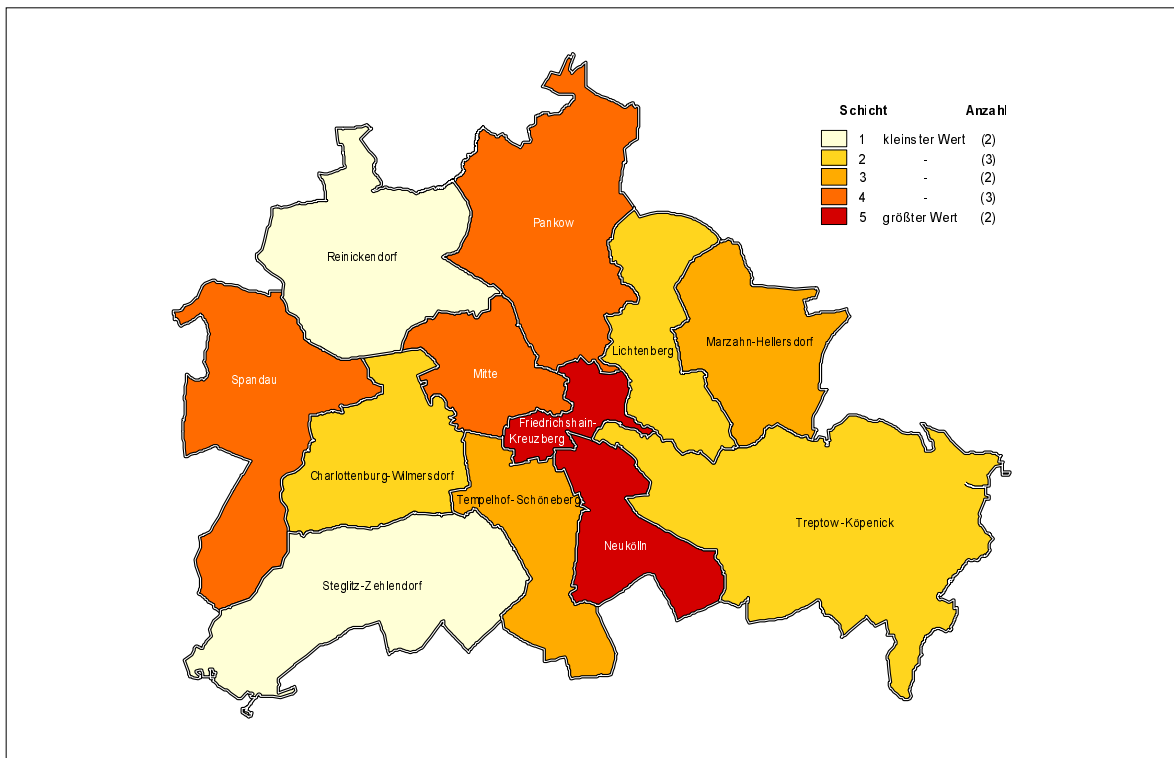 Schicht Anzahl
1 kleinster Wert (2)
2 - (3)
3 - (2)
4 - (3)
5 größter Wert (2)
Pankow
Reinickendorf
Lichtenberg
Marzahn-Hellersdorf
Spandau
Mitte
Friedrichshain-
Kreuzberg
Charlottenburg-Wilmersdorf
Tempelhof-Schöneberg
Treptow-Köpenick
Neukölln
Steglitz-Zehlendorf